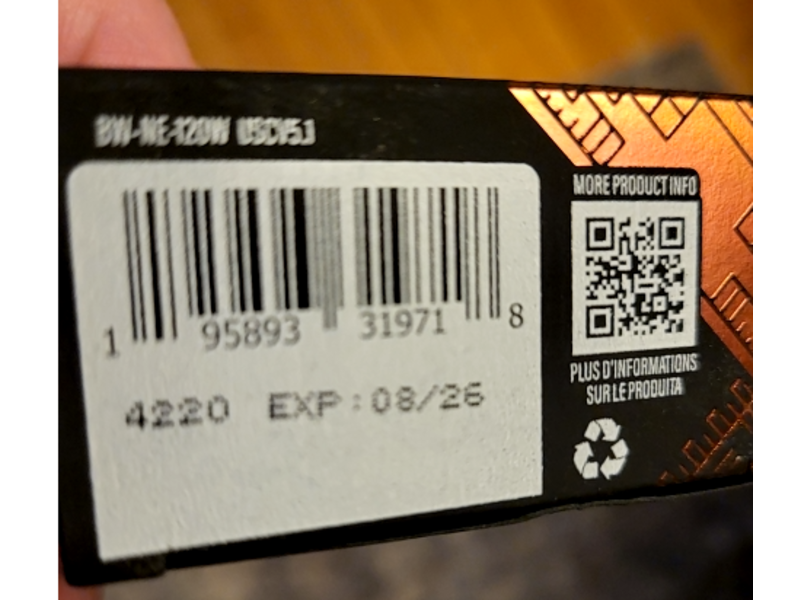 BW-NE-120W USCV5.1
MORE PRODUCT INFO
1 95893 31971 8
PLUS D'INFORMATIONS
SUR LE PRODUITA
4220 EXP:08/26